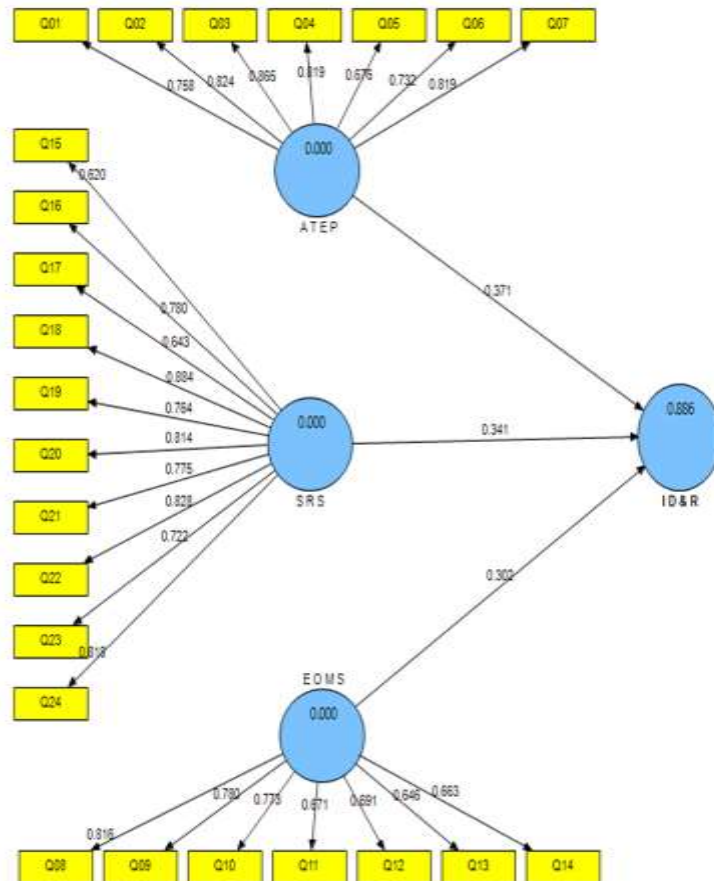 Q01 Q02 Q03 Q04 Q05 Q06 Q07
0.758 0.824 0.865 0.819 0.676 0.732 0.819
0.000
A T E P
Q15
0.620
Q16
0.780
Q17
0.643
Q18
0.884
Q19
0.764
Q20
0.814
Q21
0.775
Q22
0.828
Q23
0.722
Q24
0.818
0.000
S R S
0.371
0.341
0.302
0.886
I D & R
E O M S
0.000
0.816 0.780 0.773 0.671 0.691 0.646 0.663
Q08 Q09 Q10 Q11 Q12 Q13 Q14